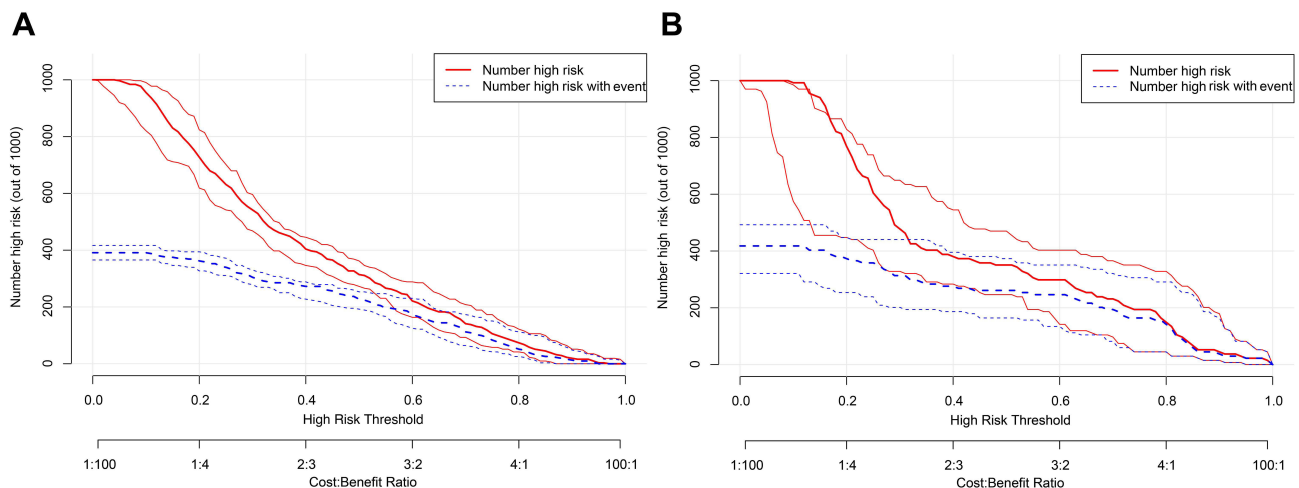 A
Number high risk
Number high risk with event
Number high risk (out of 1000)
0
200
400
600
800
1000
0.0 0.2 0.4 0.6 0.8 1.0
High Risk Threshold
1:100 1:4 2:3 3:2 4:1 100:1
Cost:Benefit Ratio
B
Number high risk
Number high risk with event
Number high risk (out of 1000)
0
200
400
600
800
1000
0.0 0.2 0.4 0.6 0.8 1.0
High Risk Threshold
1:100 1:4 2:3 3:2 4:1 100:1
Cost:Benefit Ratio